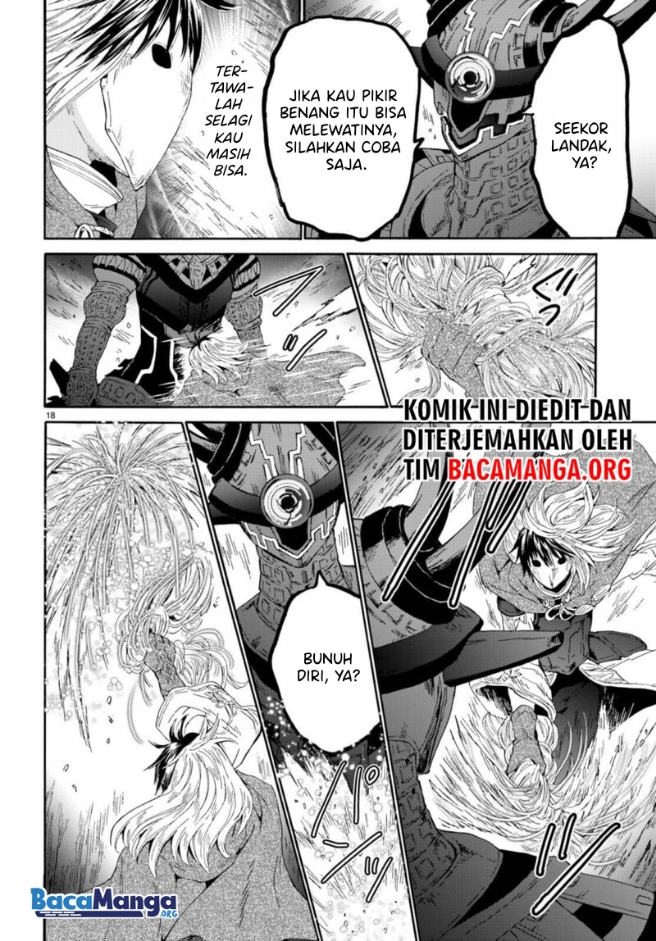 SEEKOR
LANDAK,
YA?
JIKA KAU PIKIR
BENANG ITU BISA
MELEWATINYA,
SILAHKAN COBA
SAJA.
TER-
TAWA-
LAH
SELAGI
KAU
MASIH
BISA.
18
KOMIK INI DIEDIT DAN
DITERJEMAHKAN OLEH
TIM BACAMANGA.ORG
BUNUH
DIRI, YA?
BacaManga
.ORG